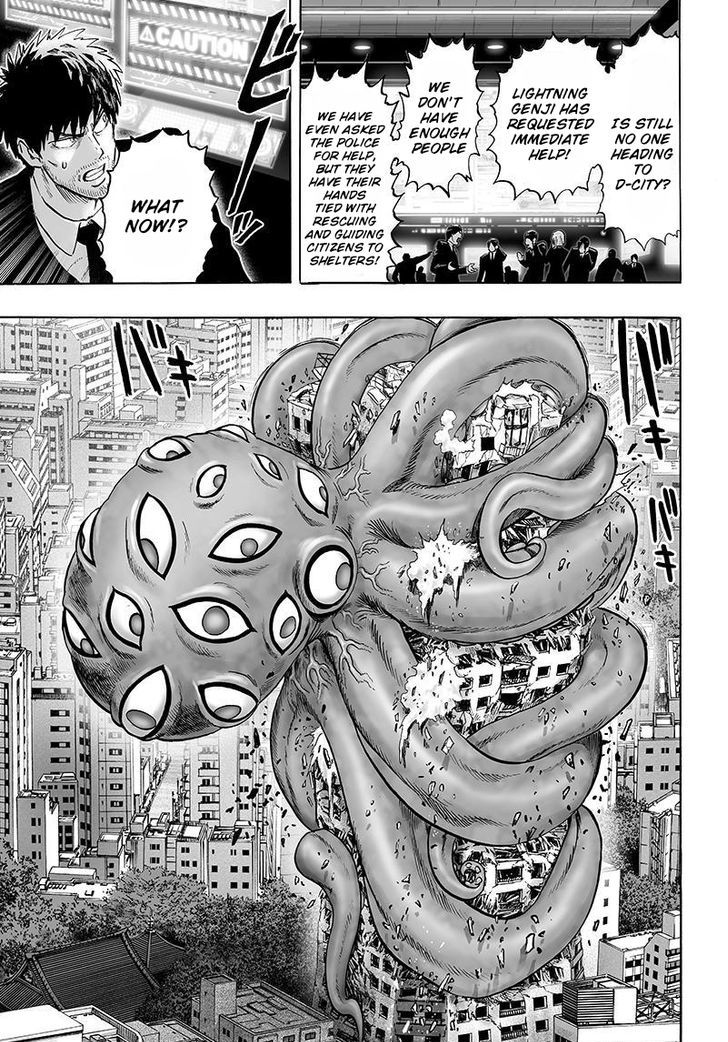 IS STILL
NO ONE
HEADING
TO
D-CITY?
LIGHTNING
GENJI HAS
REQUESTED
IMMEDIATE
HELP!
WE
DON'T
HAVE
ENOUGH
PEOPLE
WE HAVE
EVEN ASKED
THE POLICE
FOR HELP,
BUT THEY
HAVE THEIR
HANDS
TIED WITH
RESCUING
AND GUIDING
CITIZENS TO
SHELTERS!
CAUTION
ビーッ
WHAT
NOW!?
バキ
バキ
バキ